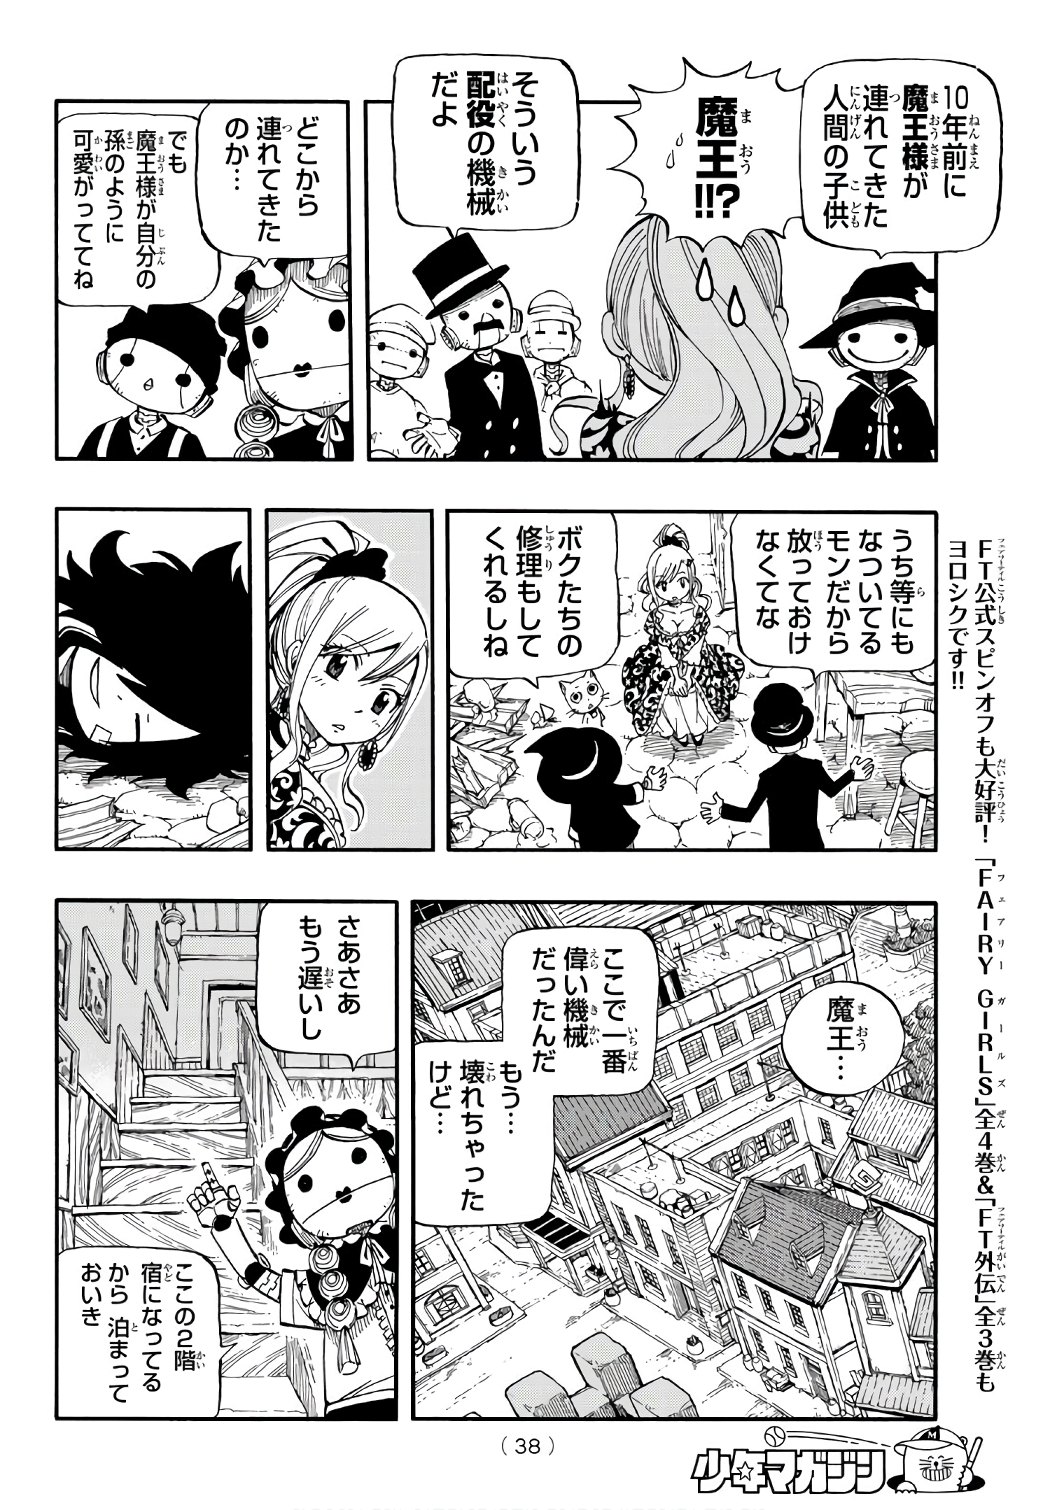 10年前に
魔王様が
連れてきた
人間の子供
魔王!!?
そういう
配役の機械
だよ
どこから
連れてきた
のか…
でも
魔王様が自分の
孫のように
可愛がっててね
うち等にも
なついてる
モンだから
放っておけ
なくてな
ボクたちの
修理もして
くれるしね
魔王…
ここで一番
偉い機械
だったんだ
もう…
壊れちゃった
けど…
さあさあ
もう遅いし
ここの2階
宿になってる
から 泊まって
おいき
G
FT公式スピンオフも大好評!「FAIRY GIRLS」全4巻&「FT外伝」全3巻も
ヨロシクです!!
(38)
少年マガジン
M